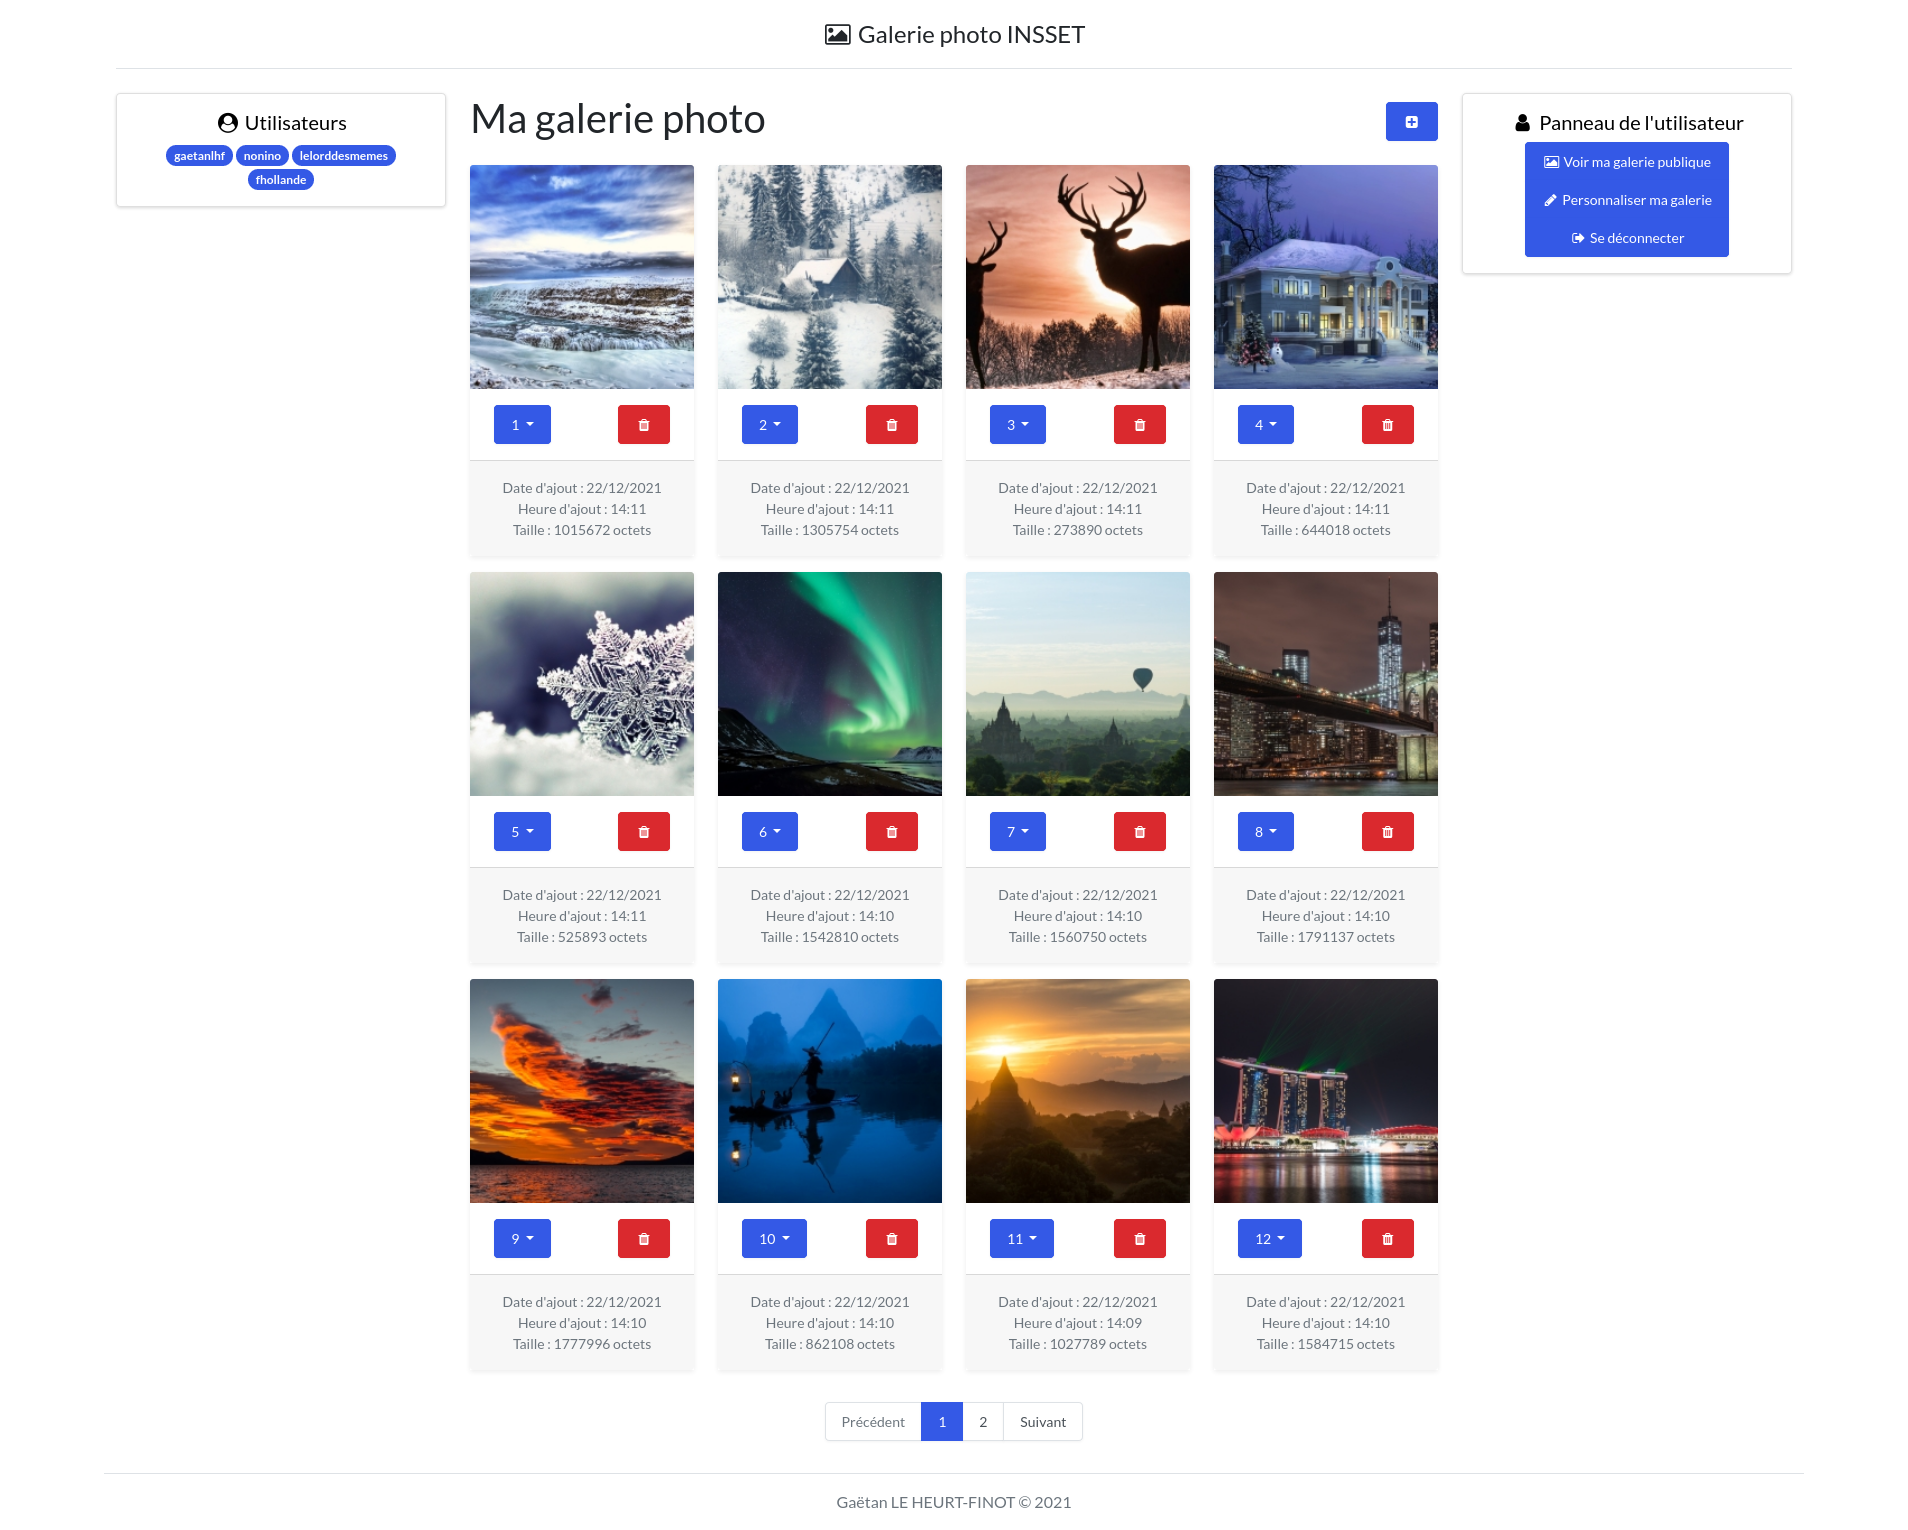 Galerie photo INSSET
Utilisateurs
gaetanlhf nonino lelorddesmemes
fhollande
Ma galerie photo
Panneau de l'utilisateur
Voir ma galerie publique
Personnaliser ma galerie
Se déconnecter
1
2
3
4
Date d'ajout : 22/12/2021
Heure d'ajout : 14:11
Taille : 1015672 octets
Date d'ajout : 22/12/2021
Heure d'ajout : 14:11
Taille : 1305754 octets
Date d'ajout : 22/12/2021
Heure d'ajout : 14:11
Taille : 273890 octets
Date d'ajout : 22/12/2021
Heure d'ajout : 14:11
Taille : 644018 octets
5
6
7
8
Date d'ajout : 22/12/2021
Heure d'ajout : 14:11
Taille : 525893 octets
Date d'ajout : 22/12/2021
Heure d'ajout : 14:10
Taille : 1542810 octets
Date d'ajout : 22/12/2021
Heure d'ajout : 14:10
Taille : 1560750 octets
Date d'ajout : 22/12/2021
Heure d'ajout : 14:10
Taille : 1791137 octets
9
10
11
12
Date d'ajout : 22/12/2021
Heure d'ajout : 14:10
Taille : 1777996 octets
Date d'ajout : 22/12/2021
Heure d'ajout : 14:10
Taille : 862108 octets
Date d'ajout : 22/12/2021
Heure d'ajout : 14:09
Taille : 1027789 octets
Date d'ajout : 22/12/2021
Heure d'ajout : 14:10
Taille : 1584715 octets
Précédent 1 2 Suivant
Gaëtan LE HEURT-FINOT © 2021